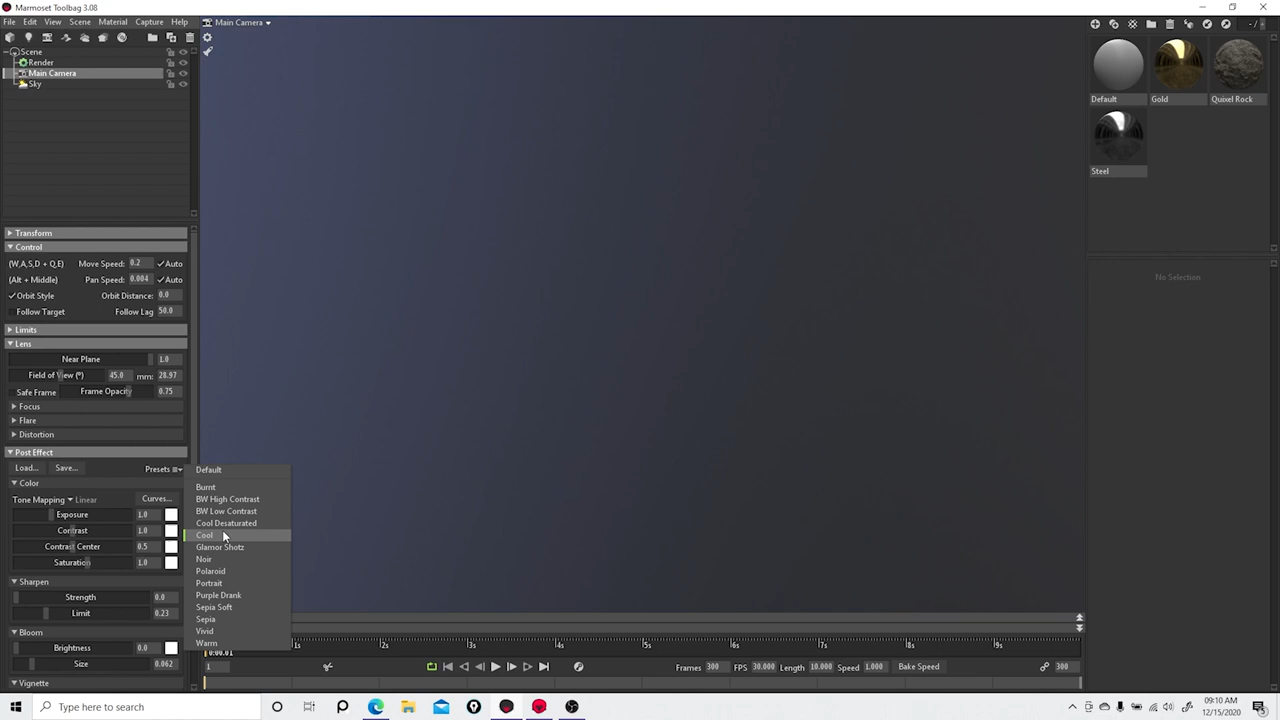 Marmoset Toolbag 3.08
File Edit View Scene Material Capture Help
Main Camera
Scene
Render
Main Camera
Sky
Default Gold Quixel Rock
Steel
No Selection
Transform
Control
(W,A,S,D + Q,E) Move Speed: 0.2 Auto
(Alt + Middle) Pan Speed: 0.004 Auto
Orbit Style Orbit Distance: 0.0
Follow Target Follow Lag 50.0
Limits
Lens
Near Plane 1.0
Field of View (°) 45.0 mm: 28.97
Safe Frame Frame Opacity 0.75
Focus
Flare
Distortion
Post Effect
Load... Save... Presets
Color
Tone Mapping Linear Curves...
Exposure 1.0
Contrast 1.0
Contrast Center 0.5
Saturation 1.0
Sharpen
Strength 0.0
Limit 0.23
Bloom
Brightness 0.0
Size 0.062
Vignette
Default
Burnt
BW High Contrast
BW Low Contrast
Cool Desaturated
Cool
Glamor Shotz
Noir
Polaroid
Portrait
Purple Drank
Sepia Soft
Sepia
Vivid
Warm
1s 2s 3s 4s 5s 6s 7s 8s 9s
0:00.01
1 Frames 300 FPS 30.000 Length 10.000 Speed 1.000 Bake Speed 300
Type here to search
09:10 AM
12/15/2020